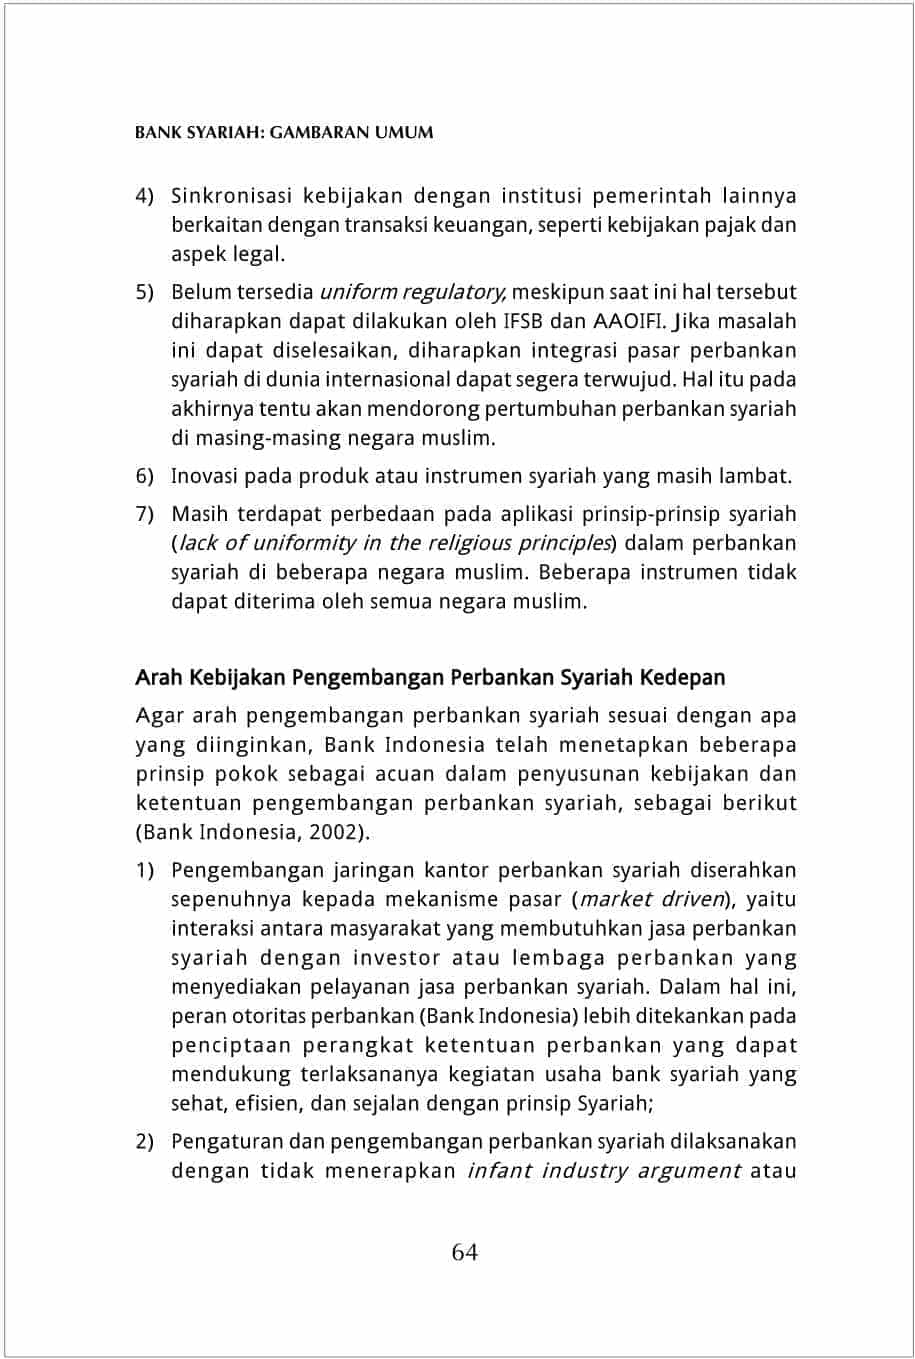 BANK SYARIAH: GAMBARAN UMUM
4) Sinkronisasi kebijakan dengan institusi pemerintah lainnya
berkaitan dengan transaksi keuangan, seperti kebijakan pajak dan
aspek legal.
5) Belum tersedia uniform regulatory, meskipun saat ini hal tersebut
diharapkan dapat dilakukan oleh IFSB dan AAOIFI. Jika masalah
ini dapat diselesaikan, diharapkan integrasi pasar perbankan
syariah di dunia internasional dapat segera terwujud. Hal itu pada
akhirnya tentu akan mendorong pertumbuhan perbankan syariah
di masing-masing negara muslim.
6) Inovasi pada produk atau instrumen syariah yang masih lambat.
7) Masih terdapat perbedaan pada aplikasi prinsip-prinsip syariah
(lack of uniformity in the religious principles) dalam perbankan
syariah di beberapa negara muslim. Beberapa instrumen tidak
dapat diterima oleh semua negara muslim.
Arah Kebijakan Pengembangan Perbankan Syariah Kedepan
Agar arah pengembangan perbankan syariah sesuai dengan apa
yang diinginkan, Bank Indonesia telah menetapkan beberapa
prinsip pokok sebagai acuan dalam penyusunan kebijakan dan
ketentuan pengembangan perbankan syariah, sebagai berikut
(Bank Indonesia, 2002).
1) Pengembangan jaringan kantor perbankan syariah diserahkan
sepenuhnya kepada mekanisme pasar (market driven), yaitu
interaksi antara masyarakat yang membutuhkan jasa perbankan
syariah dengan investor atau lembaga perbankan yang
menyediakan pelayanan jasa perbankan syariah. Dalam hal ini,
peran otoritas perbankan (Bank Indonesia) lebih ditekankan pada
penciptaan perangkat ketentuan perbankan yang dapat
mendukung terlaksananya kegiatan usaha bank syariah yang
sehat, efisien, dan sejalan dengan prinsip Syariah;
2) Pengaturan dan pengembangan perbankan syariah dilaksanakan
dengan tidak menerapkan infant industry argument atau
64